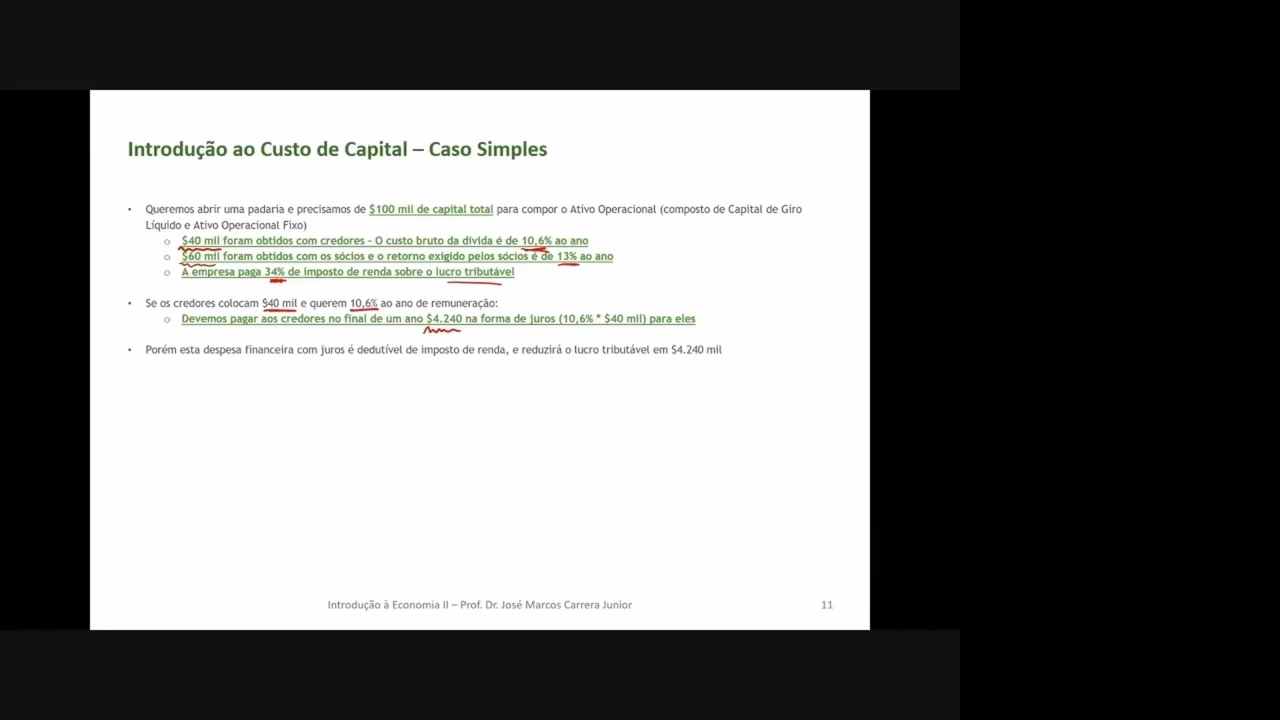 Introdução ao Custo de Capital – Caso Simples
• Queremos abrir uma padaria e precisamos de $100 mil de capital total para compor o Ativo Operacional (composto de Capital de Giro
Líquido e Ativo Operacional Fixo)
○ $40 mil foram obtidos com credores - O custo bruto da dívida é de 10,6% ao ano
○ $60 mil foram obtidos com os sócios e o retorno exigido pelos sócios é de 13% ao ano
○ A empresa paga 34% de imposto de renda sobre o lucro tributável
• Se os credores colocam $40 mil e querem 10,6% ao ano de remuneração:
○ Devemos pagar aos credores no final de um ano $4.240 na forma de juros (10,6% * $40 mil) para eles
• Porém esta despesa financeira com juros é dedutível de imposto de renda, e reduzirá o lucro tributável em $4.240 mil
Introdução à Economia II – Prof. Dr. José Marcos Carrera Junior
11